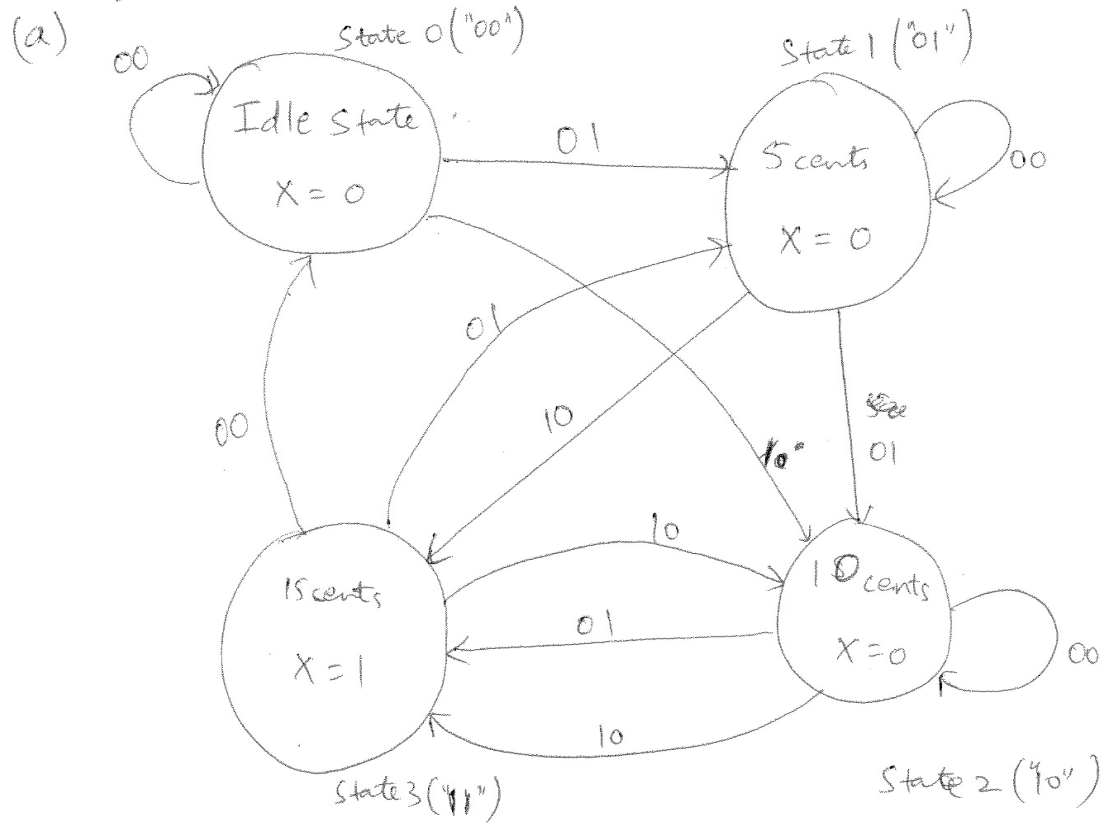 (a)
State 0 ("00")
State 1 ("01")
00
Idle state
X = 0
01
5 cents
X = 0
00
01
10
00
10
01
10
15 cents
X = 1
01
10 cents
X = 0
00
10
State 3 ("11")
State 2 ("10")